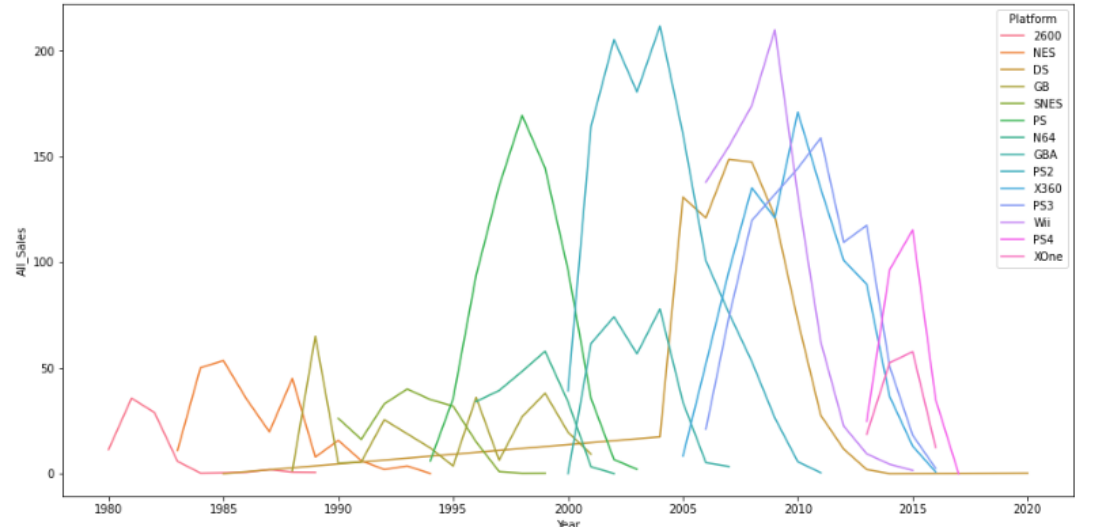 Platform
2600
NES
DS
GB
SNES
PS
N64
GBA
PS2
X360
PS3
Wii
PS4
XOne
All_Sales
200
150
100
50
0
1980 1985 1990 1995 2000 2005 2010 2015 2020
Year